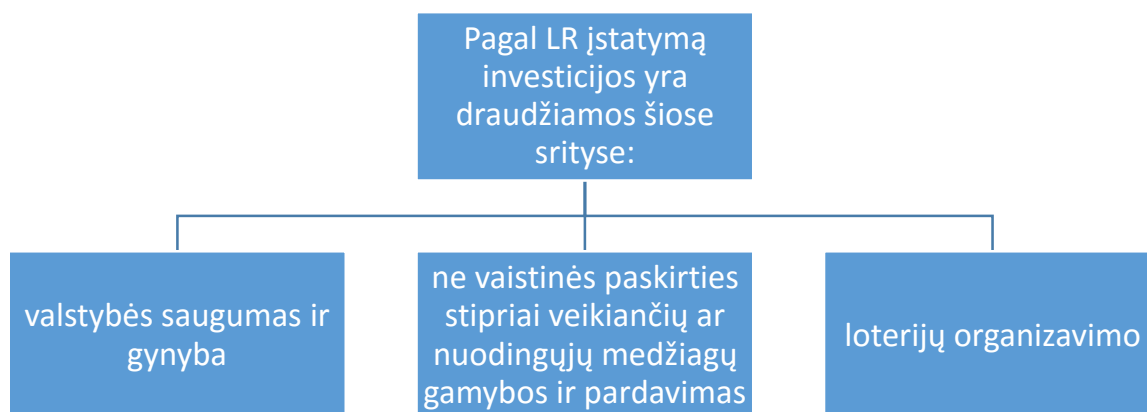 Pagal LR įstatymą
investicijos yra
draudžiamos šiose
srityse:
valstybės saugumas ir
gynyba
ne vaistinės paskirties
stipriai veikiančių ar
nuodingųjų medžiagų
gamybos ir pardavimas
loterijų organizavimo